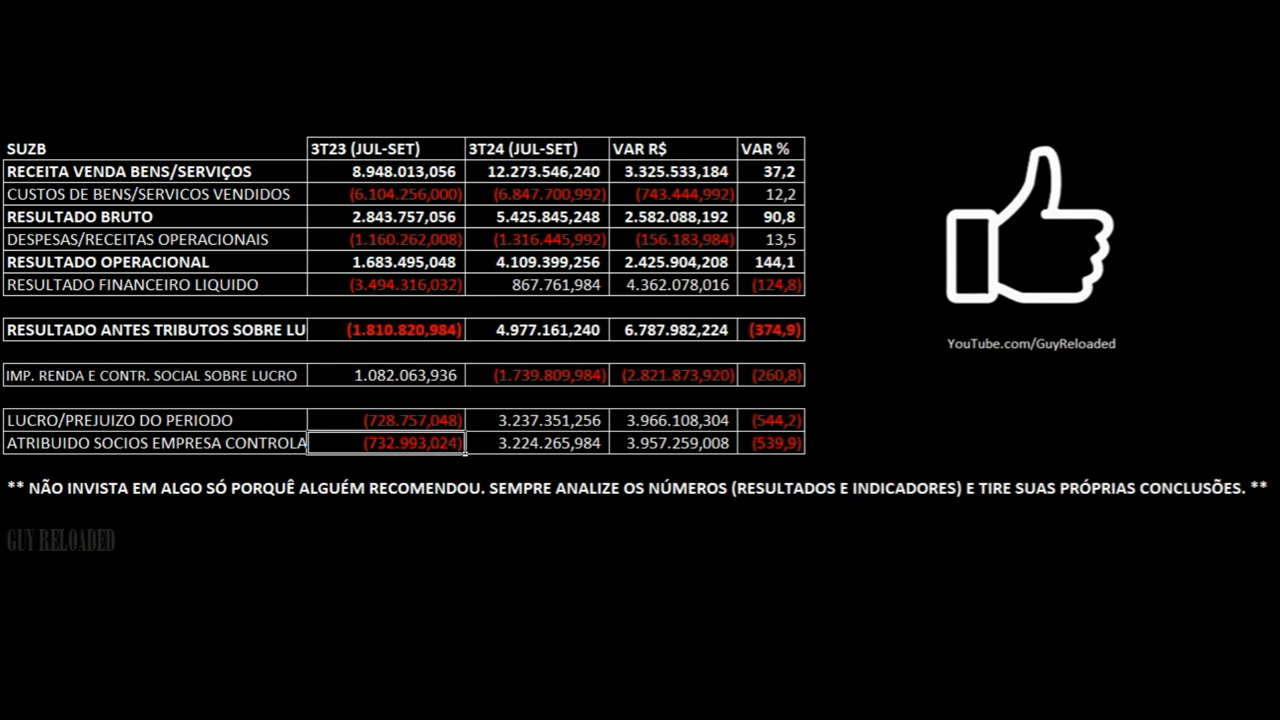 SUZB 3T23 (JUL-SET) 3T24 (JUL-SET) VAR R$ VAR %
RECEITA VENDA BENS/SERVIÇOS 8.948.013,056 12.273.546,240 3.325.533,184 37,2
CUSTOS DE BENS/SERVICOS VENDIDOS (6.104.256,000) (6.847.700,992) (743.444,992) 12,2
RESULTADO BRUTO 2.843.757,056 5.425.845,248 2.582.088,192 90,8
DESPESAS/RECEITAS OPERACIONAIS (1.160.262,008) (1.316.445,992) (156.183,984) 13,5
RESULTADO OPERACIONAL 1.683.495,048 4.109.399,256 2.425.904,208 144,1
RESULTADO FINANCEIRO LIQUIDO (3.494.316,032) 867.761,984 4.362.078,016 (124,8)
RESULTADO ANTES TRIBUTOS SOBRE LU (1.810.820,984) 4.977.161,240 6.787.982,224 (374,9)
YouTube.com/GuyReloaded
IMP. RENDA E CONTR. SOCIAL SOBRE LUCRO 1.082.063,936 (1.739.809,984) (2.821.873,920) (260,8)
LUCRO/PREJUIZO DO PERIODO (728.757,048) 3.237.351,256 3.966.108,304 (544,2)
ATRIBUIDO SOCIOS EMPRESA CONTROLA (732.993,024) 3.224.265,984 3.957.259,008 (539,9)
** NÃO INVISTA EM ALGO SÓ PORQUÊ ALGUÉM RECOMENDOU. SEMPRE ANALIZE OS NÚMEROS (RESULTADOS E INDICADORES) E TIRE SUAS PRÓPRIAS CONCLUSÕES. **
GUY RELOADED